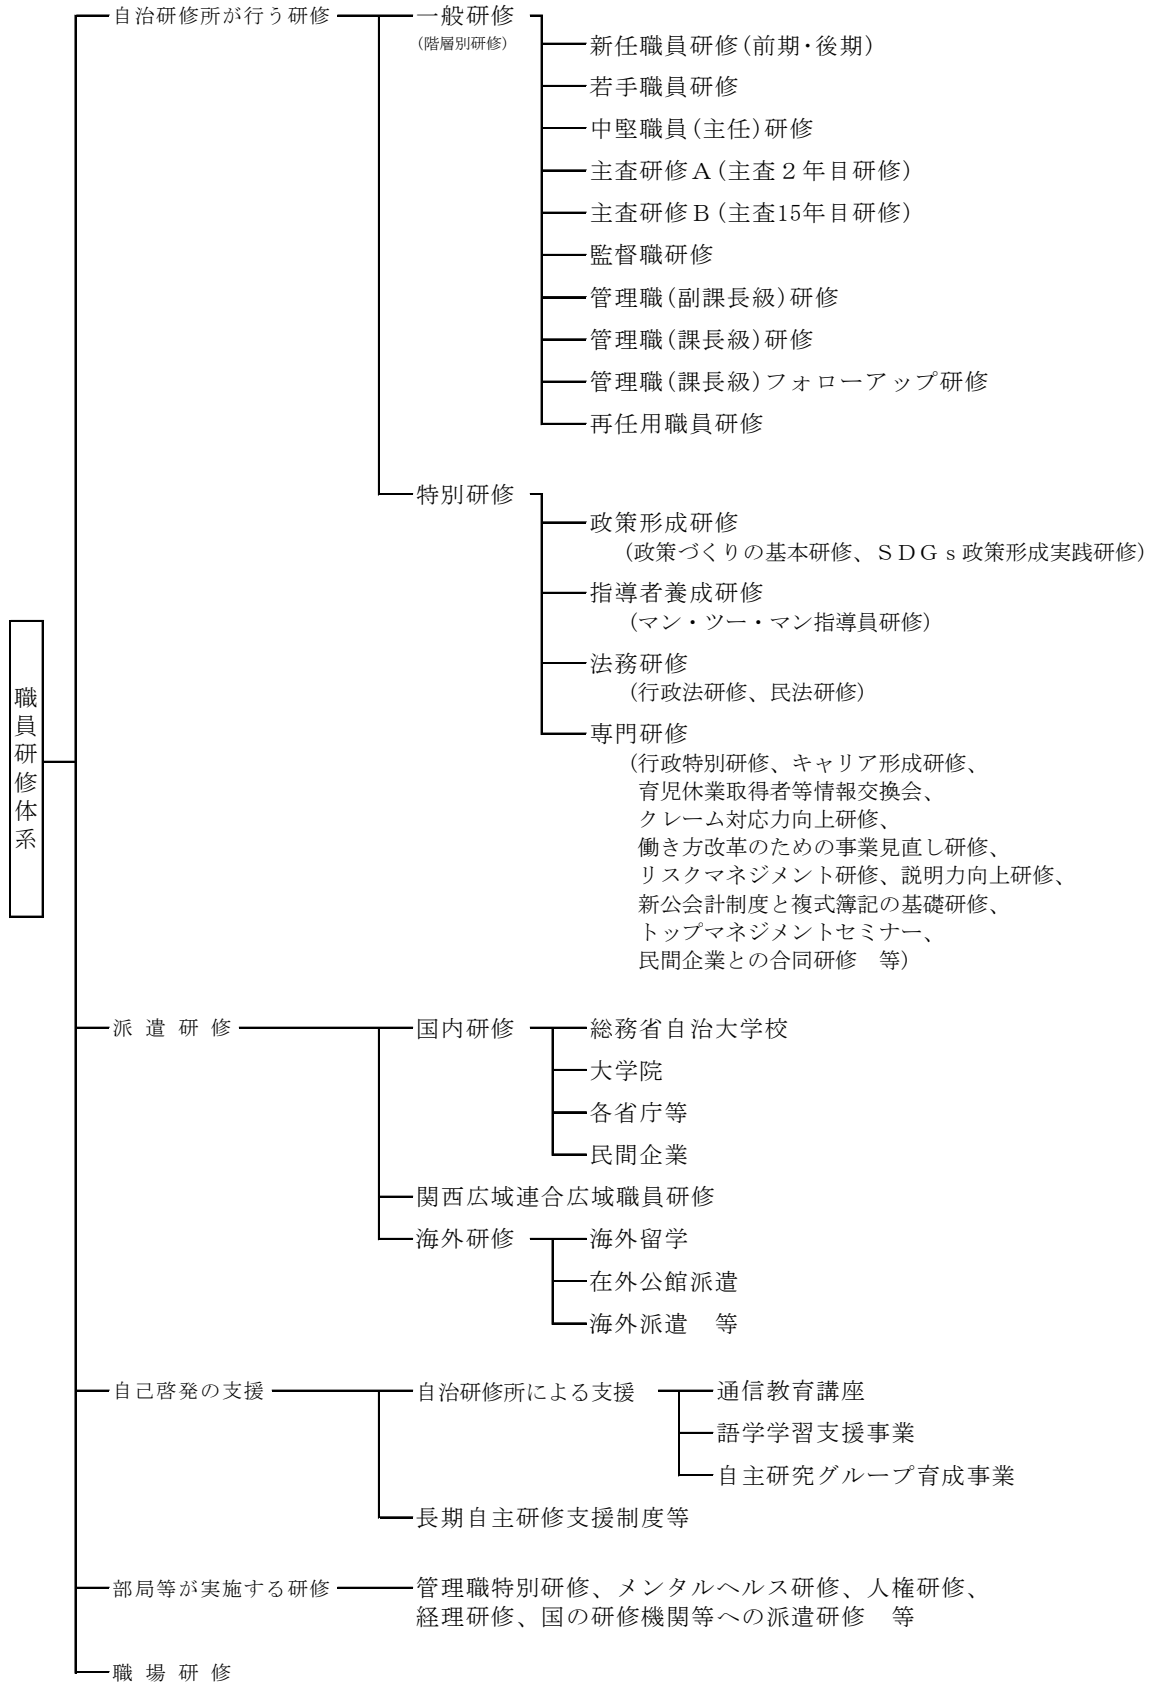 職員研修体系
自治研修所が行う研修
一般研修
(階層別研修)
新任職員研修(前期・後期)
若手職員研修
中堅職員(主任)研修
主査研修A(主査2年目研修)
主査研修B(主査15年目研修)
監督職研修
管理職(副課長級)研修
管理職(課長級)研修
管理職(課長級)フォローアップ研修
再任用職員研修
特別研修
政策形成研修
(政策づくりの基本研修、SDGs政策形成実践研修)
指導者養成研修
(マン・ツー・マン指導員研修)
法務研修
(行政法研修、民法研修)
専門研修
(行政特別研修、キャリア形成研修、
育児休業取得者等情報交換会、
クレーム対応力向上研修、
働き方改革のための事業見直し研修、
リスクマネジメント研修、説明力向上研修、
新公会計制度と複式簿記の基礎研修、
トップマネジメントセミナー、
民間企業との合同研修　等)
派遣研修
国内研修
総務省自治大学校
大学院
各省庁等
民間企業
関西広域連合広域職員研修
海外研修
海外留学
在外公館派遣
海外派遣　等
自己啓発の支援
自治研修所による支援
通信教育講座
語学学習支援事業
自主研究グループ育成事業
長期自主研修支援制度等
部局等が実施する研修
管理職特別研修、メンタルヘルス研修、人権研修、
経理研修、国の研修機関等への派遣研修　等
職場研修